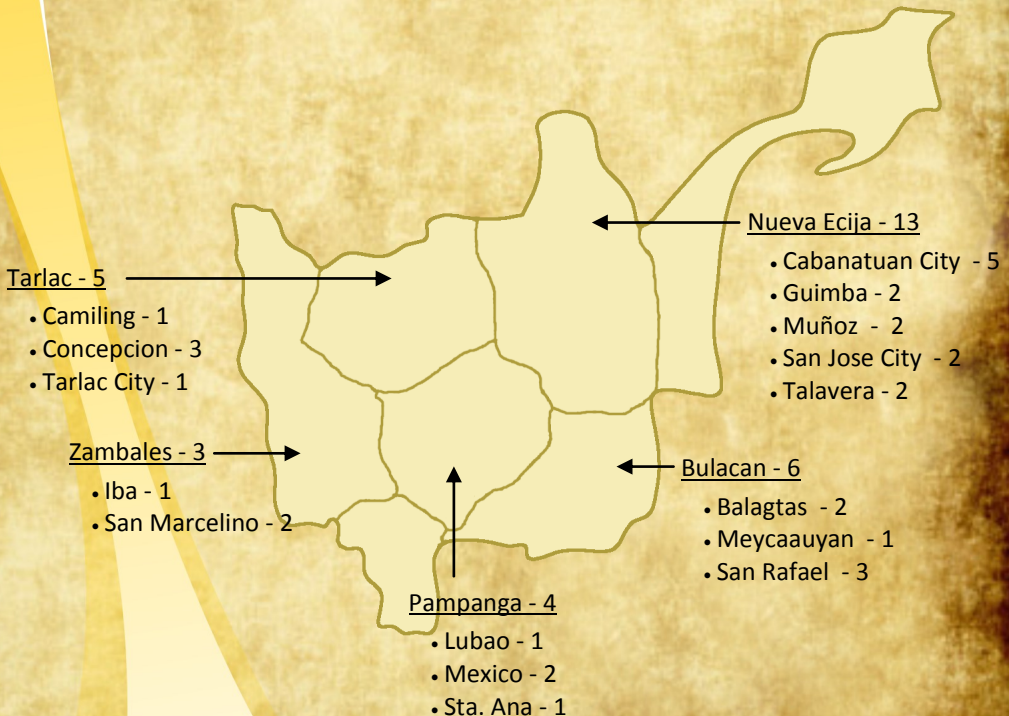 Nueva Ecija - 13
• Cabanatuan City - 5
• Guimba - 2
• Muñoz - 2
• San Jose City - 2
• Talavera - 2
Tarlac - 5
• Camiling - 1
• Concepcion - 3
• Tarlac City - 1
Zambales - 3
• Iba - 1
• San Marcelino - 2
Bulacan - 6
• Balagtas - 2
• Meycaauyan - 1
• San Rafael - 3
Pampanga - 4
• Lubao - 1
• Mexico - 2
• Sta. Ana - 1